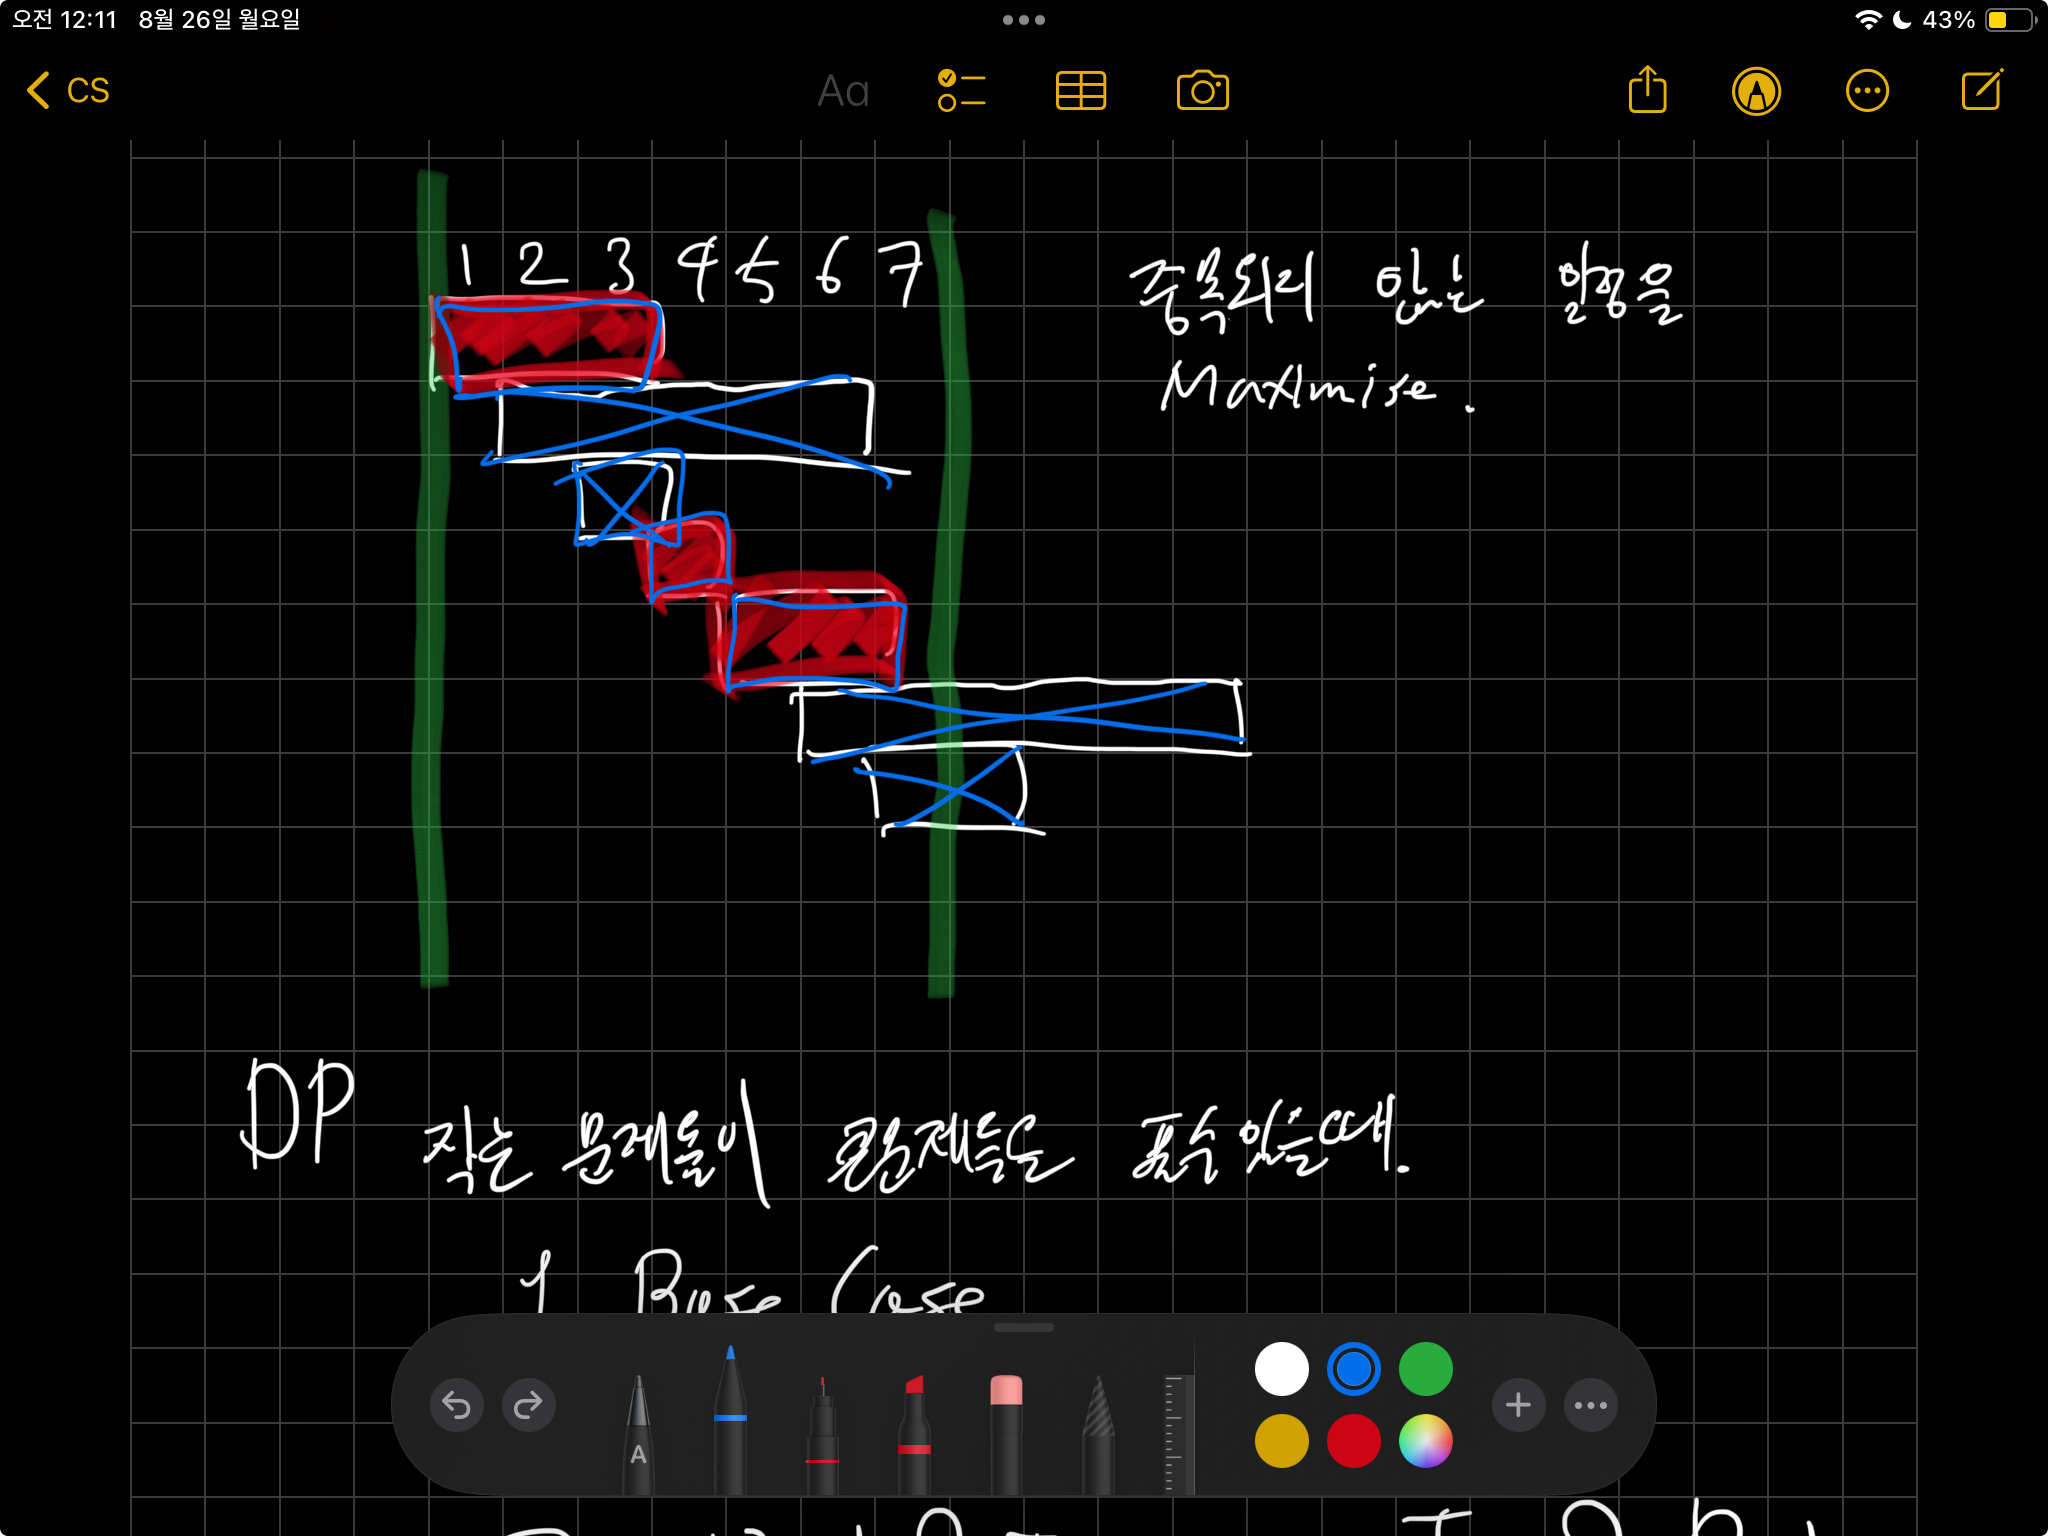 오전 12:11 8월 26일 월요일 43%
CS Aa
1 2 3 4 5 6 7
중복되지 않는 일정을
Maximise.
DP 작은 문제들이 큰 문제들을 풀수있을때.
1 Base Case
A